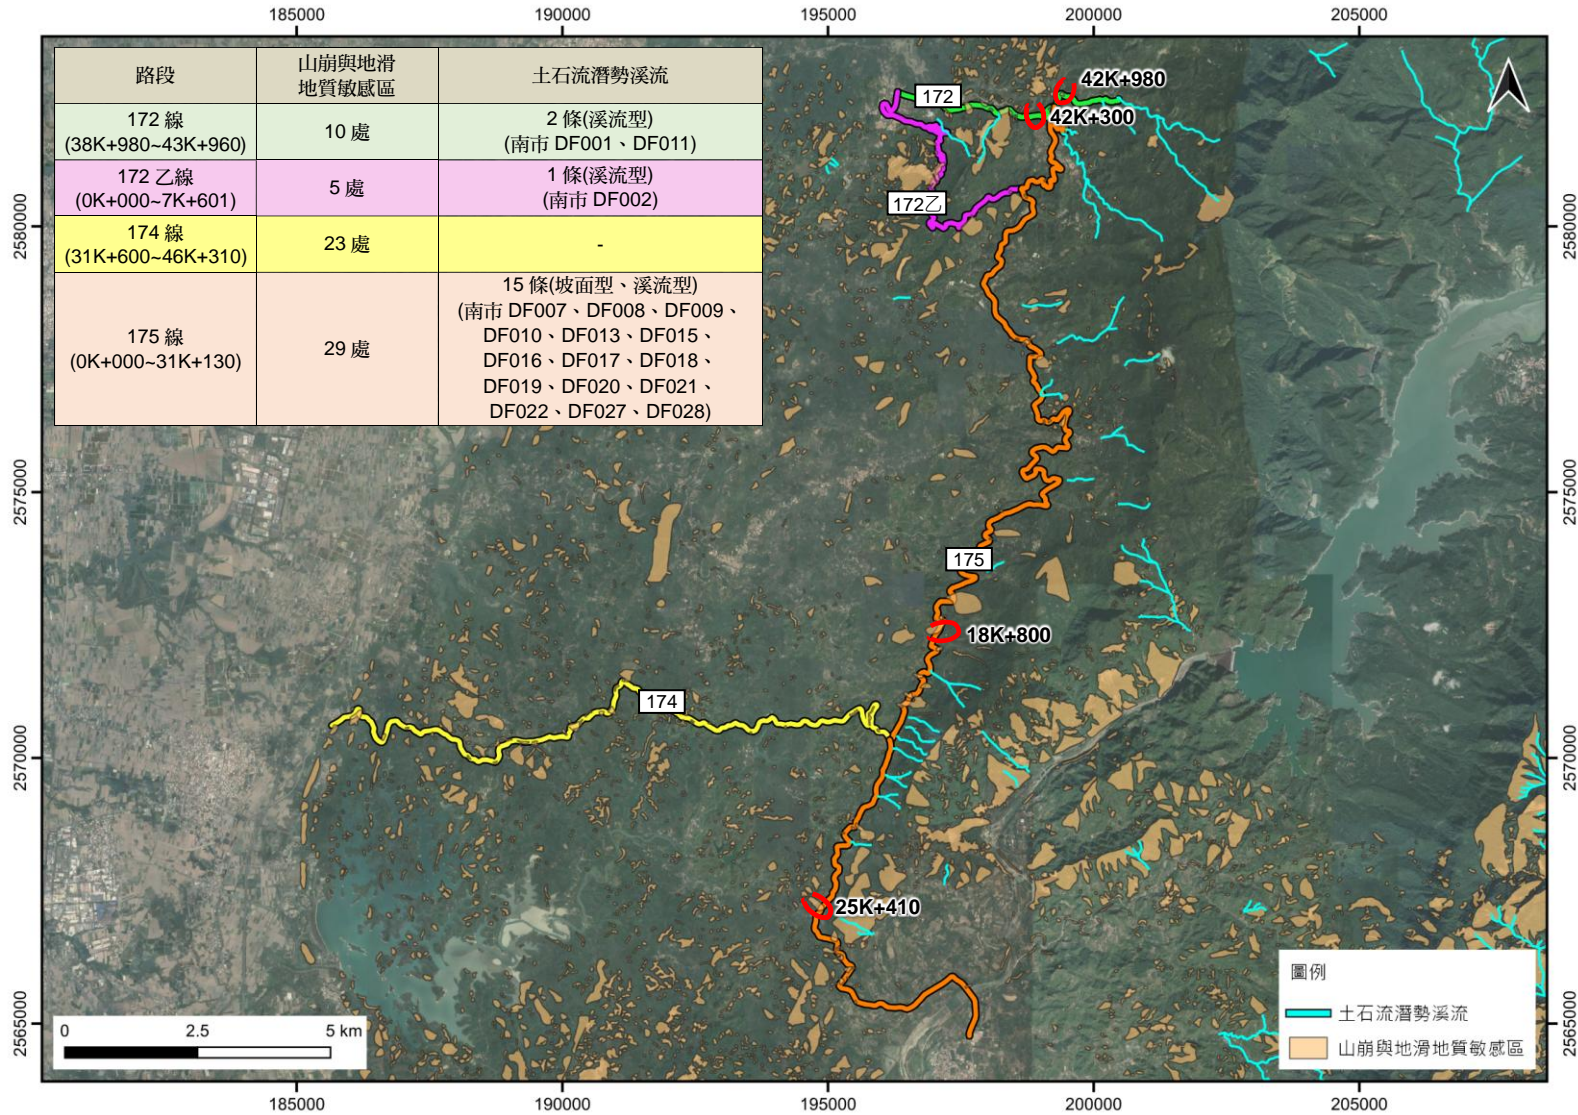 185000
190000
195000
200000
205000
路段
山崩與地滑
地質敏感區
土石流潛勢溪流
172 線
(38K+980~43K+960)
10 處
2 條(溪流型)
(南市 DF001、DF011)
172 乙線
(0K+000~7K+601)
5 處
1 條(溪流型)
(南市 DF002)
174 線
(31K+600~46K+310)
23 處
-
175 線
(0K+000~31K+130)
29 處
15 條(坡面型、溪流型)
(南市 DF007、DF008、DF009、
DF010、DF013、DF015、
DF016、DF017、DF018、
DF019、DF020、DF021、
DF022、DF027、DF028)
172
42K+980
42K+300
172乙
2580000
2580000
2575000
2575000
175
18K+800
174
2570000
2570000
25K+410
圖例
土石流潛勢溪流
山崩與地滑地質敏感區
2565000
2565000
0
2.5
5 km
185000
190000
195000
200000
205000